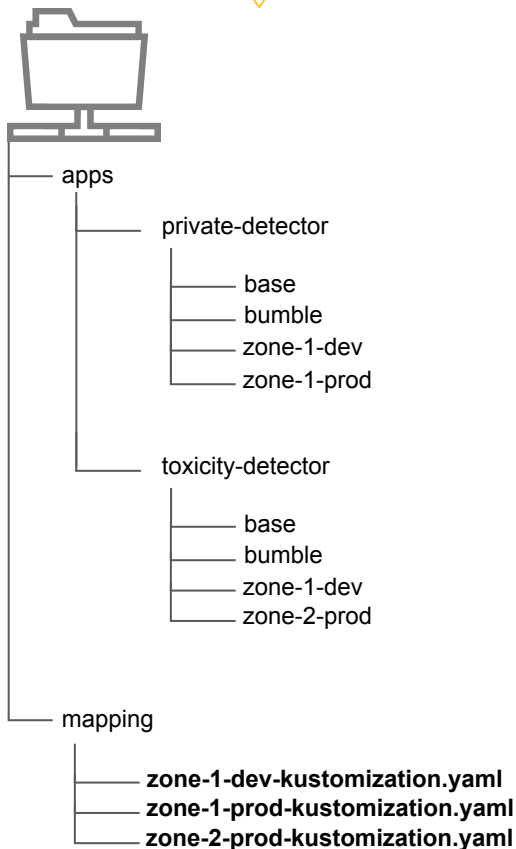 apps
private-detector
base
bumble
zone-1-dev
zone-1-prod
toxicity-detector
base
bumble
zone-1-dev
zone-2-prod
mapping
zone-1-dev-kustomization.yaml
zone-1-prod-kustomization.yaml
zone-2-prod-kustomization.yaml